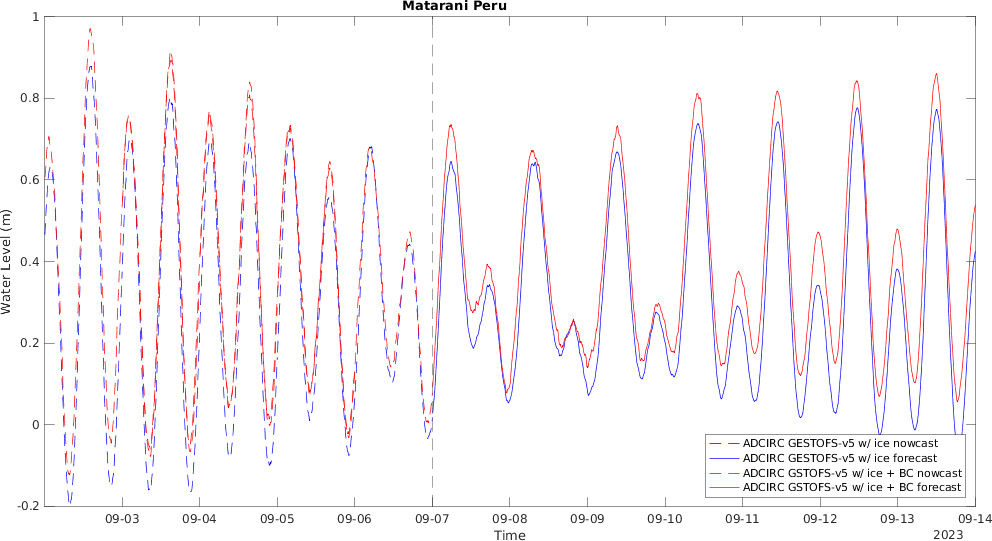 Matarani Peru
1
0.8
0.6
0.4
0.2
0
-0.2
Water Level (m)
09-03 09-04 09-05 09-06 09-07 09-08 09-09 09-10 09-11 09-12 09-13 09-14
Time
2023
ADCIRC GESTOFS-v5 w/ ice nowcast
ADCIRC GESTOFS-v5 w/ ice forecast
ADCIRC GSTOFS-v5 w/ ice + BC nowcast
ADCIRC GSTOFS-v5 w/ ice + BC forecast